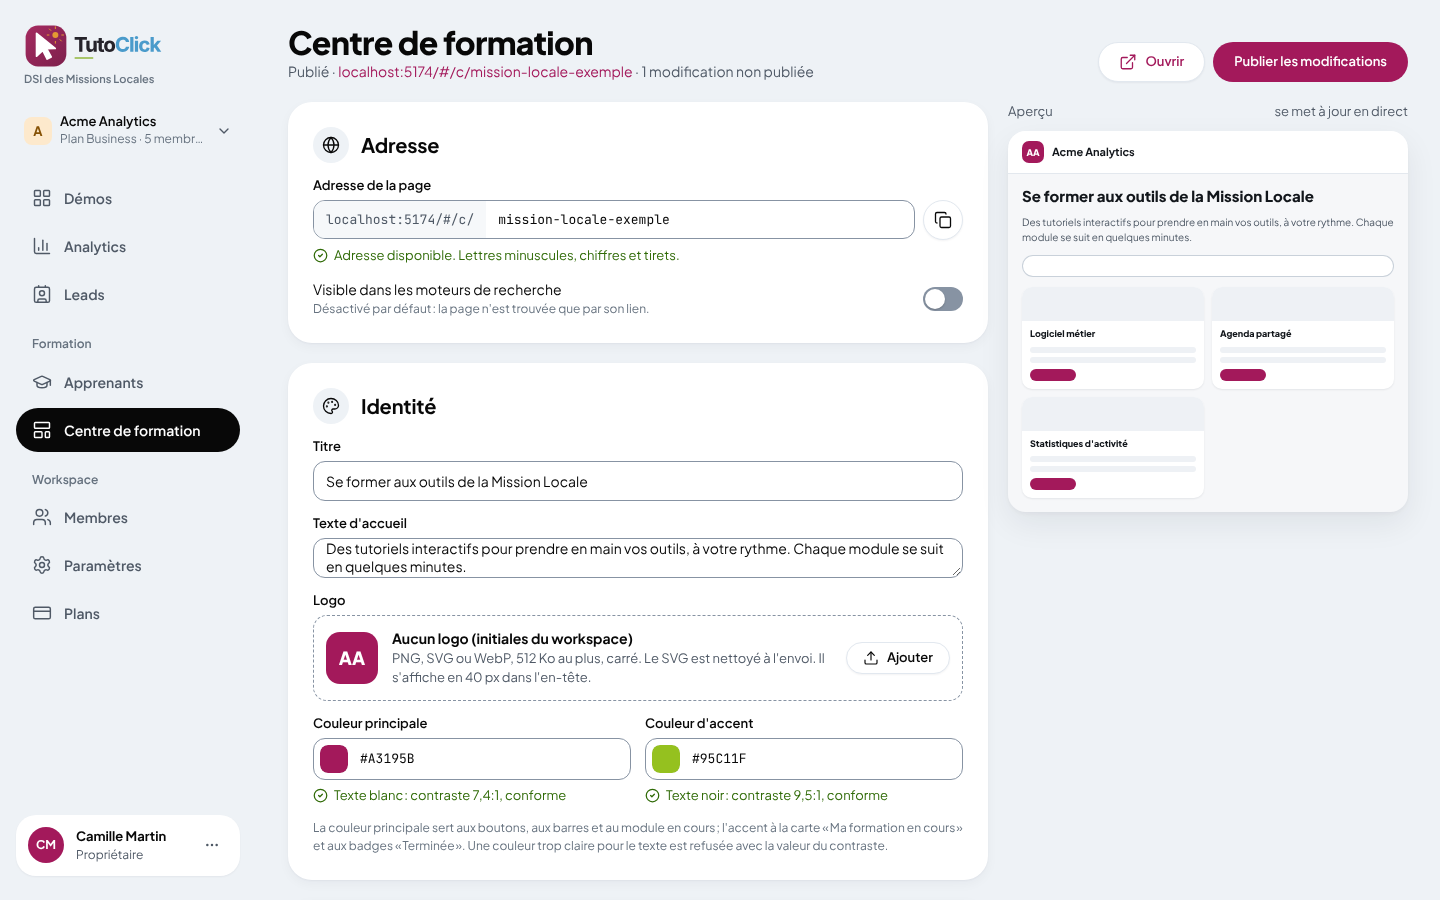 TutoClick
DSI des Missions Locales
A
Acme Analytics
Plan Business · 5 membr...
Démos
Analytics
Leads
Formation
Apprenants
Centre de formation
Workspace
Membres
Paramètres
Plans
CM
Camille Martin
Propriétaire
Centre de formation
Publié · localhost:5174/#/c/mission-locale-exemple · 1 modification non publiée
Ouvrir
Publier les modifications
Adresse
Adresse de la page
localhost:5174/#/c/ mission-locale-exemple
Adresse disponible. Lettres minuscules, chiffres et tirets.
Visible dans les moteurs de recherche
Désactivé par défaut : la page n'est trouvée que par son lien.
Identité
Titre
Se former aux outils de la Mission Locale
Texte d'accueil
Des tutoriels interactifs pour prendre en main vos outils, à votre rythme. Chaque module se suit
en quelques minutes.
Logo
AA
Aucun logo (initiales du workspace)
PNG, SVG ou WebP, 512 Ko au plus, carré. Le SVG est nettoyé à l'envoi. Il
s'affiche en 40 px dans l'en-tête.
Ajouter
Couleur principale
#A3195B
Texte blanc : contraste 7,4:1, conforme
Couleur d'accent
#95C11F
Texte noir : contraste 9,5:1, conforme
La couleur principale sert aux boutons, aux barres et au module en cours ; l'accent à la carte « Ma formation en cours »
et aux badges « Terminée ». Une couleur trop claire pour le texte est refusée avec la valeur du contraste.
Aperçu
se met à jour en direct
AA
Acme Analytics
Se former aux outils de la Mission Locale
Des tutoriels interactifs pour prendre en main vos outils, à votre rythme. Chaque
module se suit en quelques minutes.
Logiciel métier
Agenda partagé
Statistiques d'activité